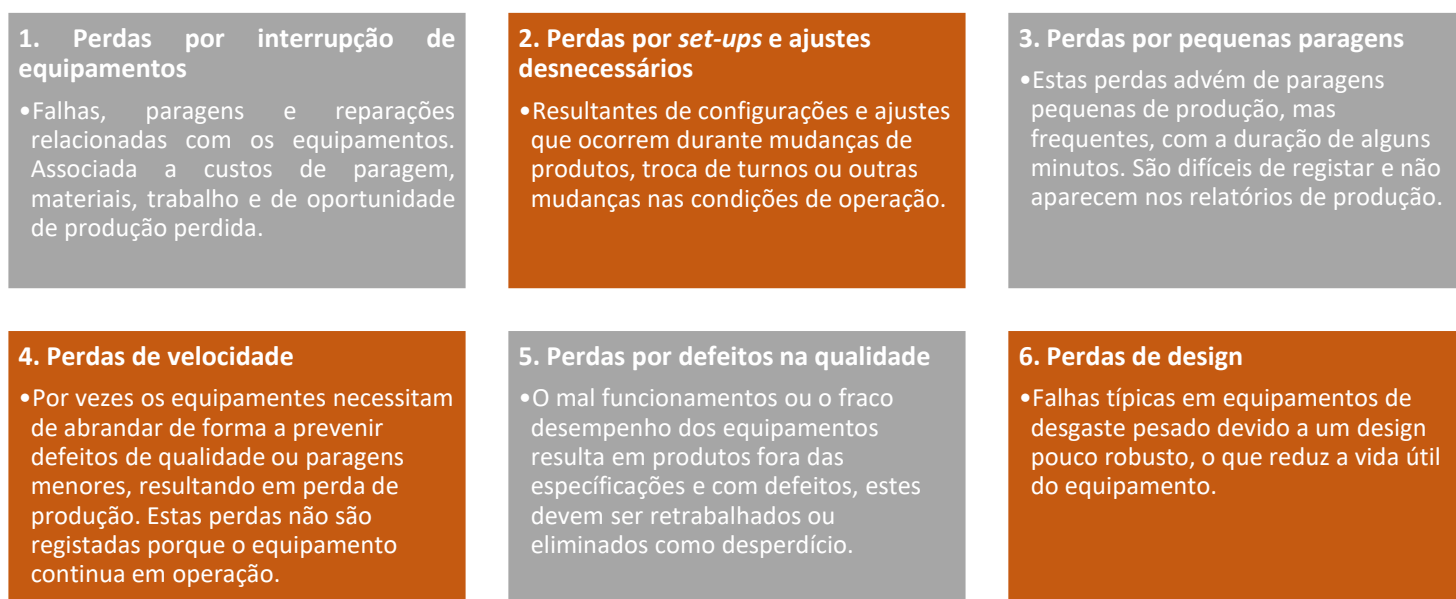 1. Perdas por interrupção de
equipamentos
•Falhas, paragens e reparações
relacionadas com os equipamentos.
Associada a custos de paragem,
materiais, trabalho e de oportunidade
de produção perdida.
2. Perdas por set-ups e ajustes
desnecessários
•Resultantes de configurações e ajustes
que ocorrem durante mudanças de
produtos, troca de turnos ou outras
mudanças nas condições de operação.
3. Perdas por pequenas paragens
•Estas perdas advém de paragens
pequenas de produção, mas
frequentes, com a duração de alguns
minutos. São difíceis de registar e não
aparecem nos relatórios de produção.
4. Perdas de velocidade
•Por vezes os equipamentes necessitam
de abrandar de forma a prevenir
defeitos de qualidade ou paragens
menores, resultando em perda de
produção. Estas perdas não são
registadas porque o equipamento
continua em operação.
5. Perdas por defeitos na qualidade
•O mal funcionamentos ou o fraco
desempenho dos equipamentos
resulta em produtos fora das
específicações e com defeitos, estes
devem ser retrabalhados ou
eliminados como desperdício.
6. Perdas de design
•Falhas típicas em equipamentos de
desgaste pesado devido a um design
pouco robusto, o que reduz a vida útil
do equipamento.